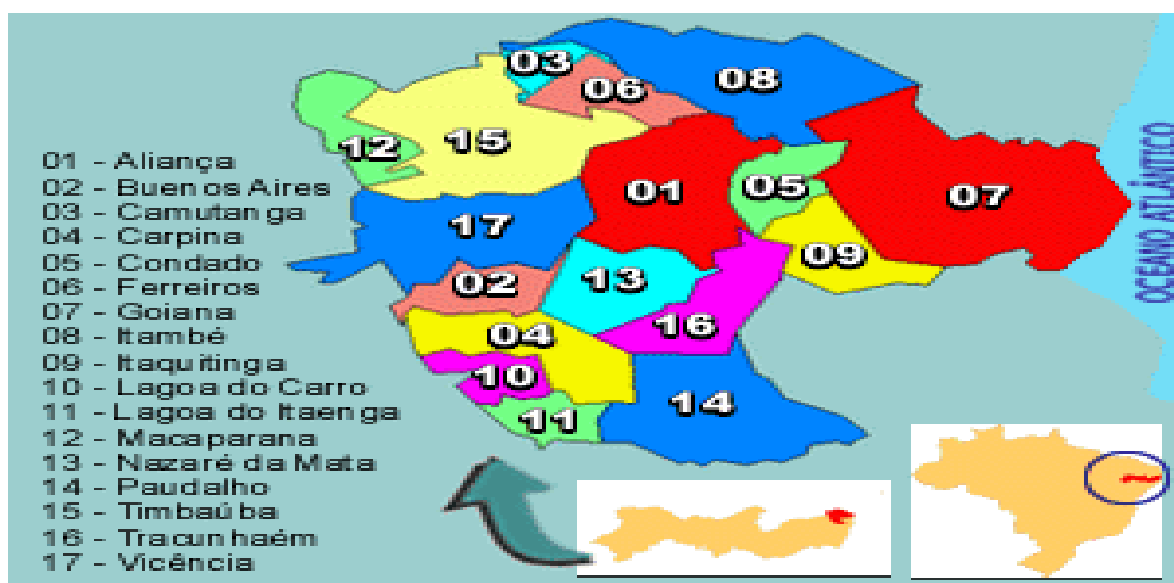 03
08
06
12
15
01
05
07
17
09
02
13
16
04
10
14
11
01 - Aliança
02 - Buenos Aires
03 - Camutanga
04 - Carpina
05 - Condado
06 - Ferreiros
07 - Goiana
08 - Itambé
09 - Itaquitinga
10 - Lagoa do Carro
11 - Lagoa do Itaenga
12 - Macaparana
13 - Nazaré da Mata
14 - Paudalho
15 - Timbaúba
16 - Tracunhaém
17 - Vicência
OCEANO ATLÂNTICO